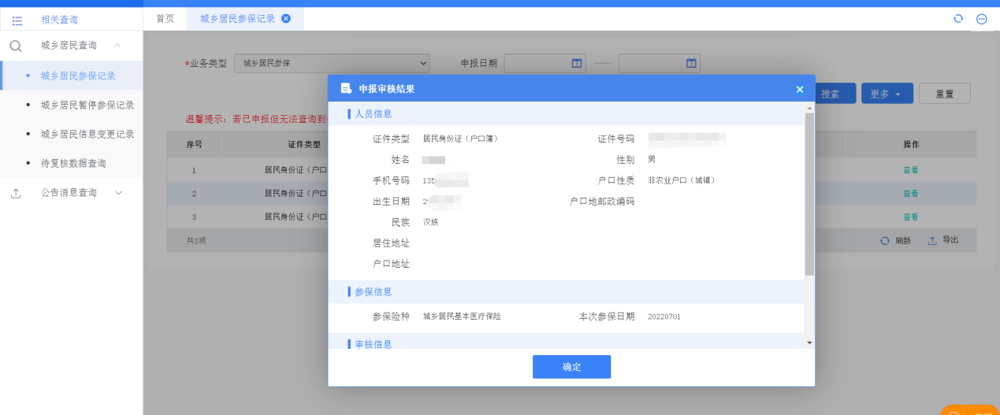 相关查询
首页
城乡居民参保记录
城乡居民查询
城乡居民参保记录
城乡居民暂停参保记录
城乡居民信息变更记录
待复核数据查询
公告消息查询
*业务类型
城乡居民参保
申报日期
搜索
更多
重置
温馨提示：若已申报但无法查询到
序号
证件类型
操作
1
居民身份证（户口
查看
2
居民身份证（户口
查看
3
居民身份证（户口
查看
共3项
刷新
导出
申报审核结果
人员信息
证件类型 居民身份证（户口簿）
证件号码
姓名
性别 男
手机号码 135
户口性质 非农业户口（城镇）
出生日期 2
户口地邮政编码
民族 汉族
居住地址
户口地址
参保信息
参保险种 城乡居民基本医疗保险
本次参保日期 20220701
审核信息
确定